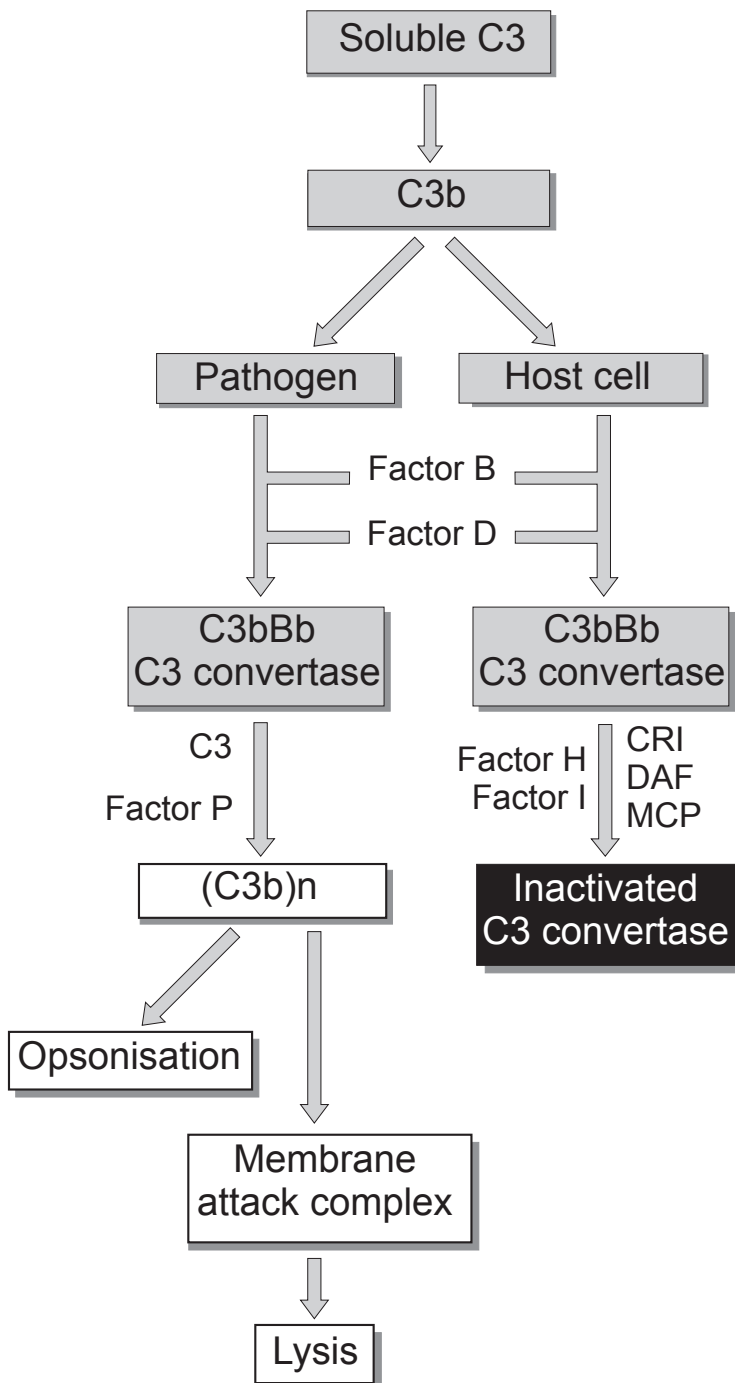 Soluble C3
C3b
Pathogen
Host cell
Factor B
Factor D
C3bBb
C3 convertase
C3bBb
C3 convertase
C3
Factor P
Factor H
Factor I
CRI
DAF
MCP
(C3b)n
Inactivated
C3 convertase
Opsonisation
Membrane
attack complex
Lysis